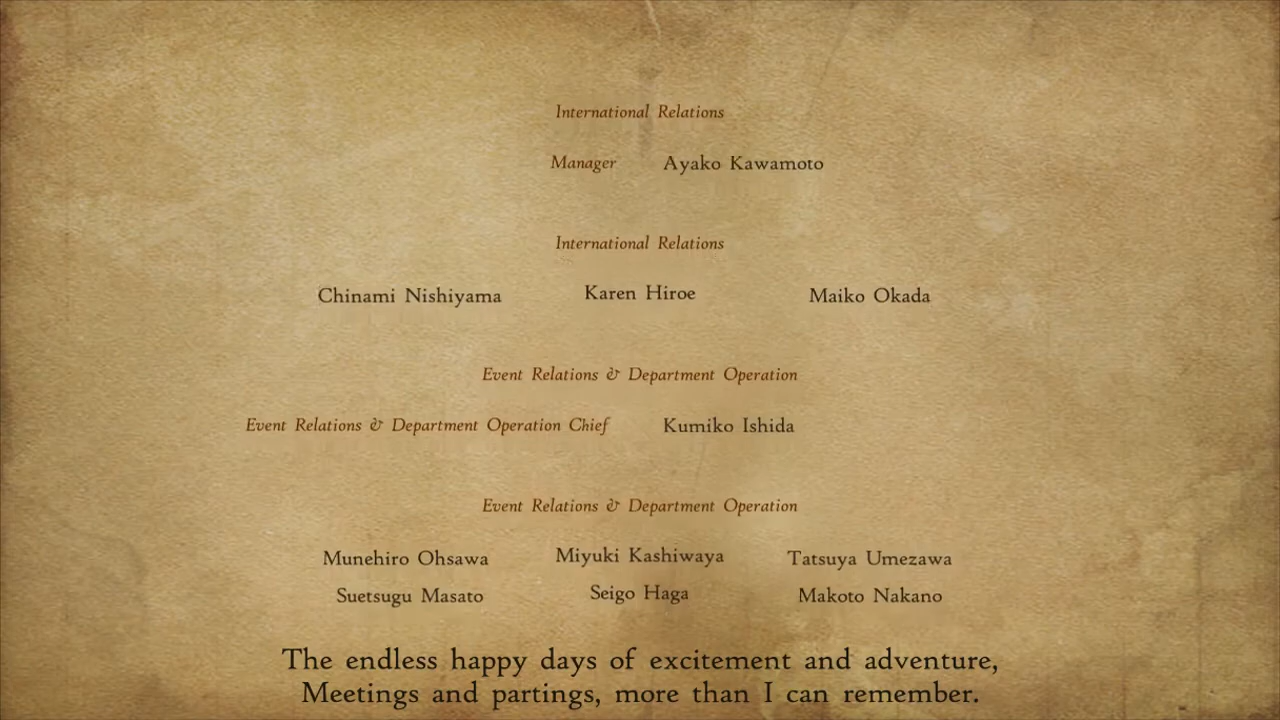 International Relations
Manager Ayako Kawamoto
International Relations
Chinami Nishiyama Karen Hiroe Maiko Okada
Event Relations & Department Operation
Event Relations & Department Operation Chief Kumiko Ishida
Event Relations & Department Operation
Munehiro Ohsawa Miyuki Kashiwaya Tatsuya Umezawa
Suetsugu Masato Seigo Haga Makoto Nakano
The endless happy days of excitement and adventure,
Meetings and partings, more than I can remember.